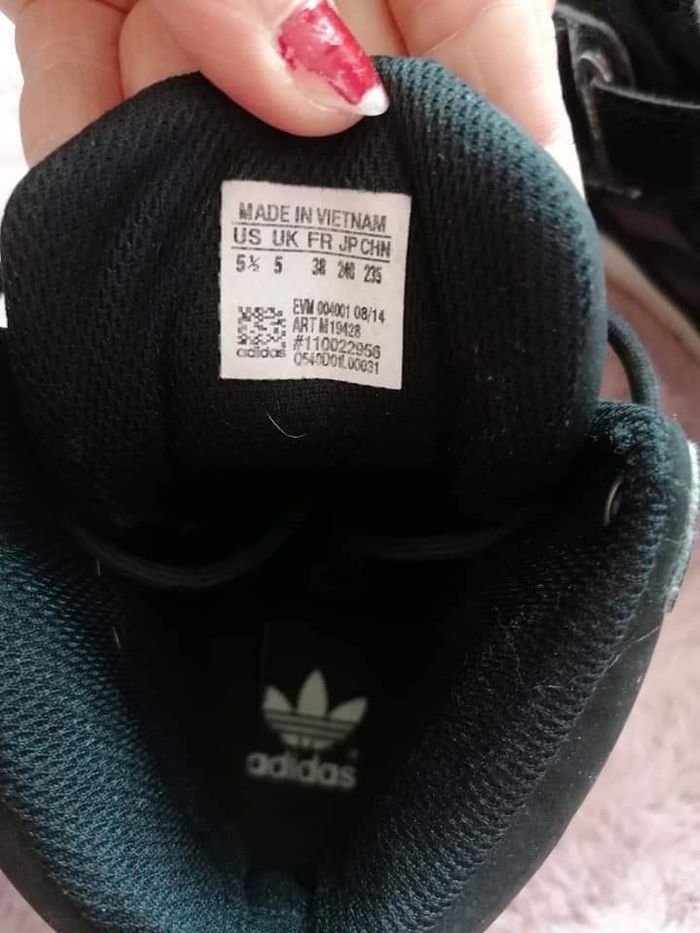 MADE IN VIETNAM
US UK FR JP CHN
5½ 5 38 240 235
EVM 004001 08/14
ART M19428
#110022956
adidas
0540D01L00031
adidas